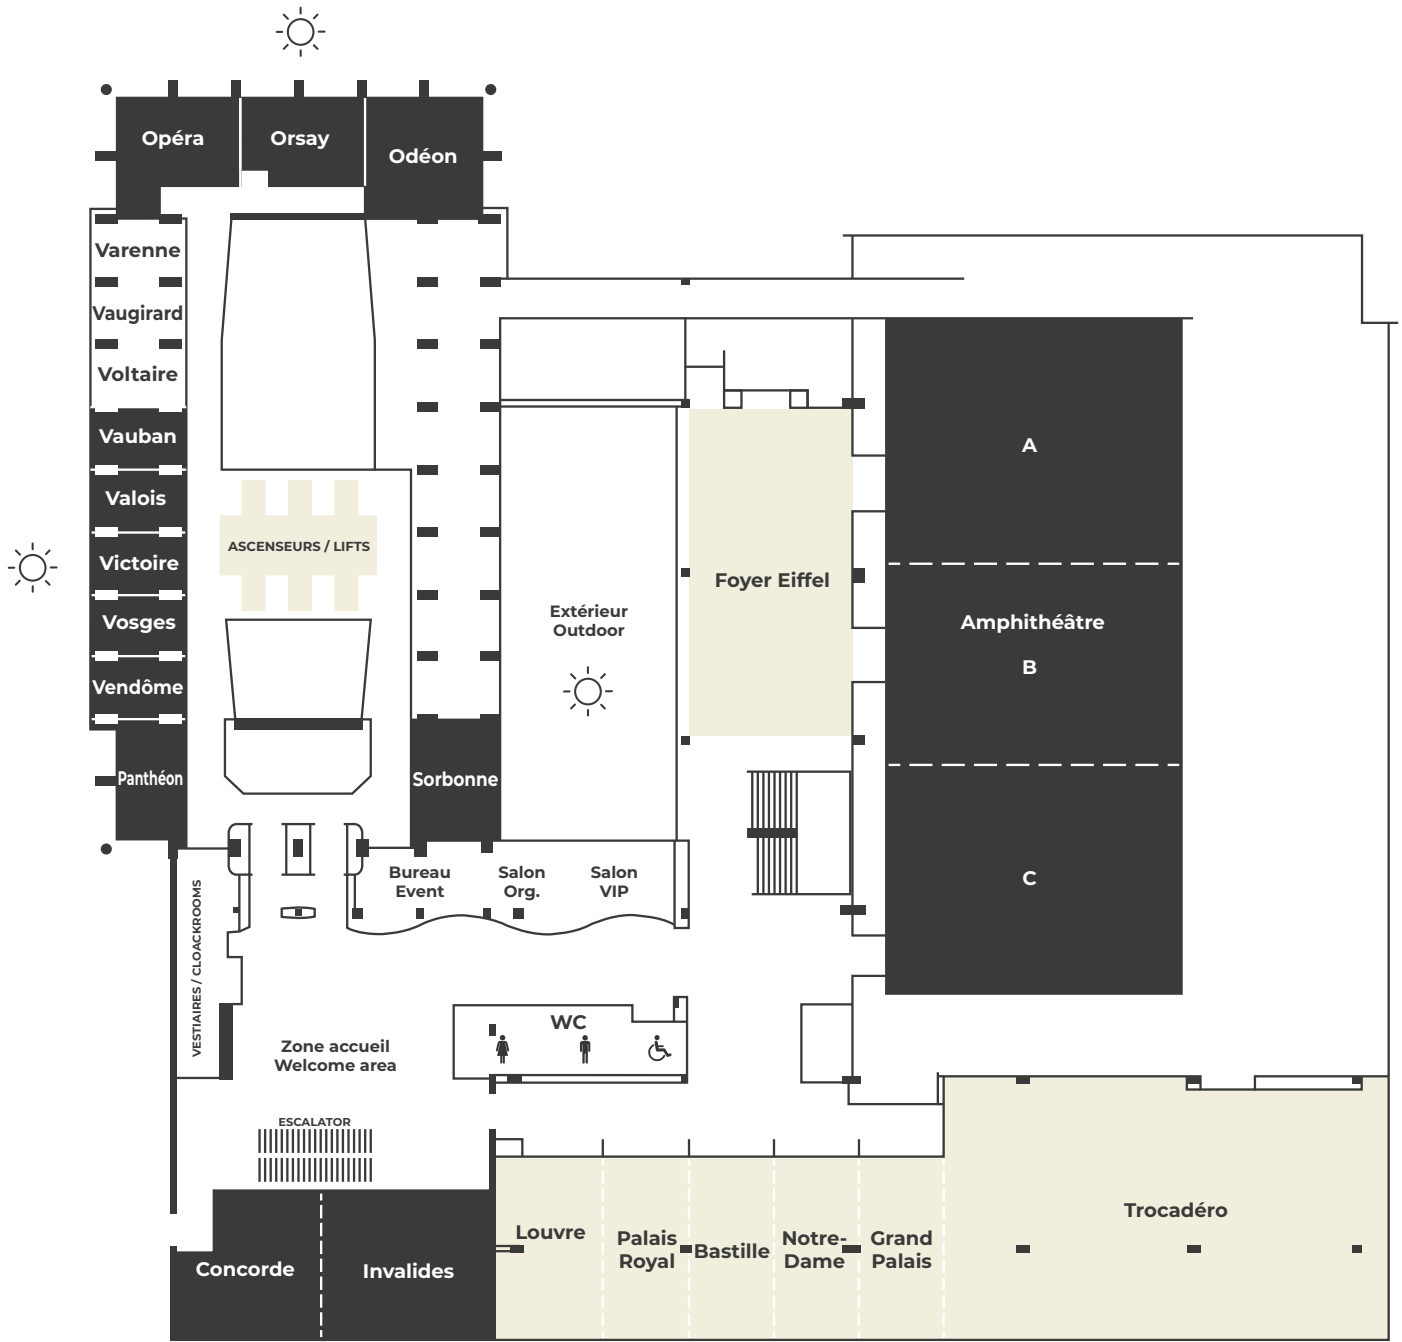 Opéra
Orsay
Odéon
Varenne
Vaugirard
Voltaire
Vauban
Valois
Victoire
Vosges
Vendôme
Panthéon
ASCENSEURS / LIFTS
Extérieur
Outdoor
Foyer Eiffel
A
Amphithéâtre
B
C
Sorbonne
Bureau
Event
Salon
Org.
Salon
VIP
VESTIAIRES / CLOACKROOMS
WC
Zone accueil
Welcome area
ESCALATOR
Concorde
Invalides
Louvre
Palais
Royal
Bastille
Notre-
Dame
Grand
Palais
Trocadéro